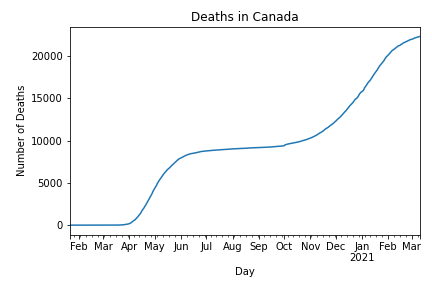 Deaths in Canada
Number of Deaths
20000
15000
10000
5000
0
Feb Mar Apr May Jun Jul Aug Sep Oct Nov Dec Jan Feb Mar
2021
Day